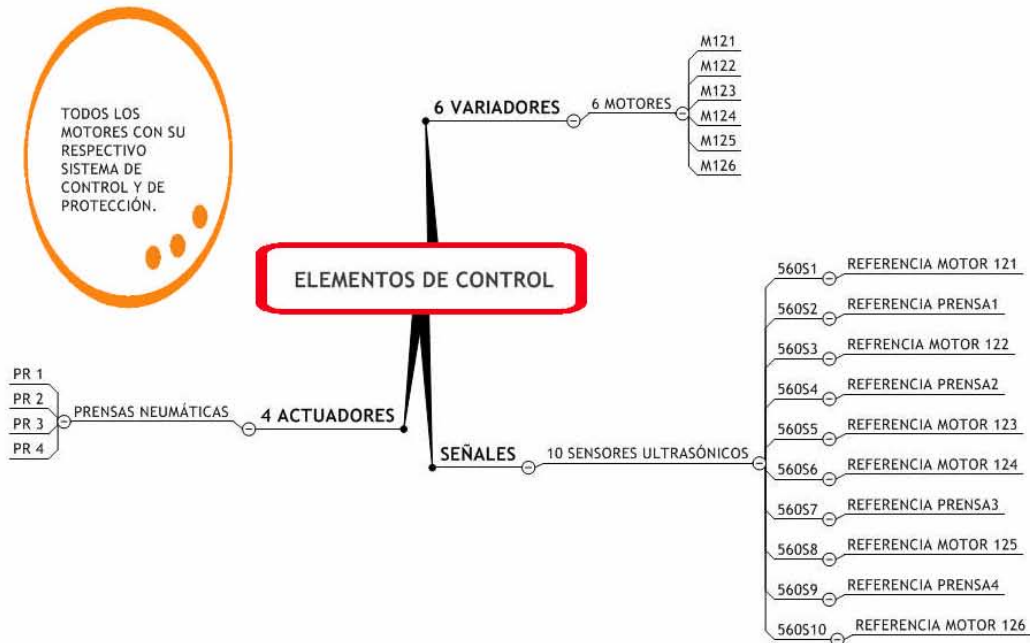 TODOS LOS
MOTORES CON SU
RESPECTIVO
SISTEMA DE
CONTROL Y DE
PROTECCIÓN.
6 VARIADORES
6 MOTORES
M121
M122
M123
M124
M125
M126
ELEMENTOS DE CONTROL
4 ACTUADORES
PRENSAS NEUMÁTICAS
PR 1
PR 2
PR 3
PR 4
SEÑALES
10 SENSORES ULTRASÓNICOS
560S1 REFERENCIA MOTOR 121
560S2 REFERENCIA PRENSA1
560S3 REFRENCIA MOTOR 122
560S4 REFERENCIA PRENSA2
560S5 REFERENCIA MOTOR 123
560S6 REFERENCIA MOTOR 124
560S7 REFERENCIA PRENSA3
560S8 REFERENCIA MOTOR 125
560S9 REFERENCIA PRENSA4
560S10 REFERENCIA MOTOR 126